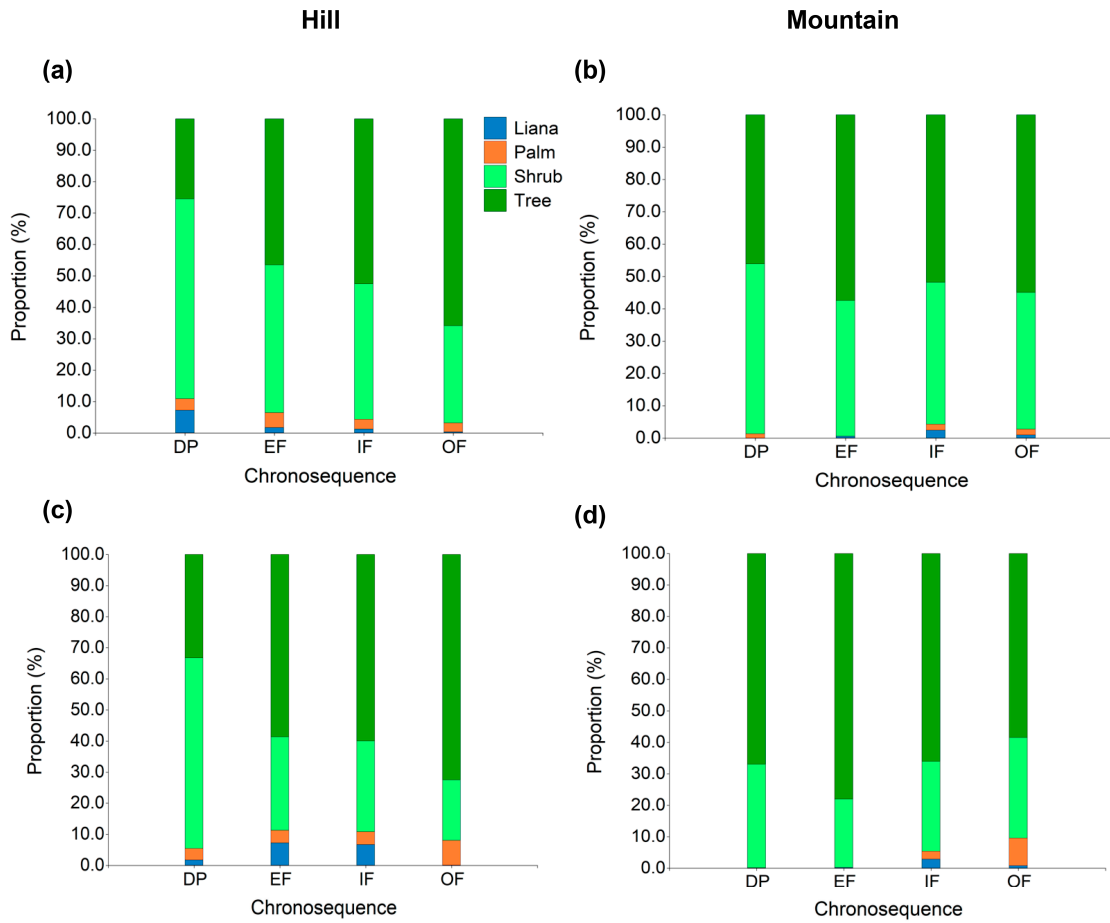 Hill
Mountain
(a)
100.0
90.0
80.0
70.0
60.0
50.0
40.0
30.0
20.0
10.0
0.0
Proportion (%)
DP EF IF OF
Chronosequence
Liana
Palm
Shrub
Tree
(b)
100.0
90.0
80.0
70.0
60.0
50.0
40.0
30.0
20.0
10.0
0.0
Proportion (%)
DP EF IF OF
Chronosequence
(c)
100.0
90.0
80.0
70.0
60.0
50.0
40.0
30.0
20.0
10.0
0.0
Proportion (%)
DP EF IF OF
Chronosequence
(d)
100.0
90.0
80.0
70.0
60.0
50.0
40.0
30.0
20.0
10.0
0.0
Proportion (%)
DP EF IF OF
Chronosequence